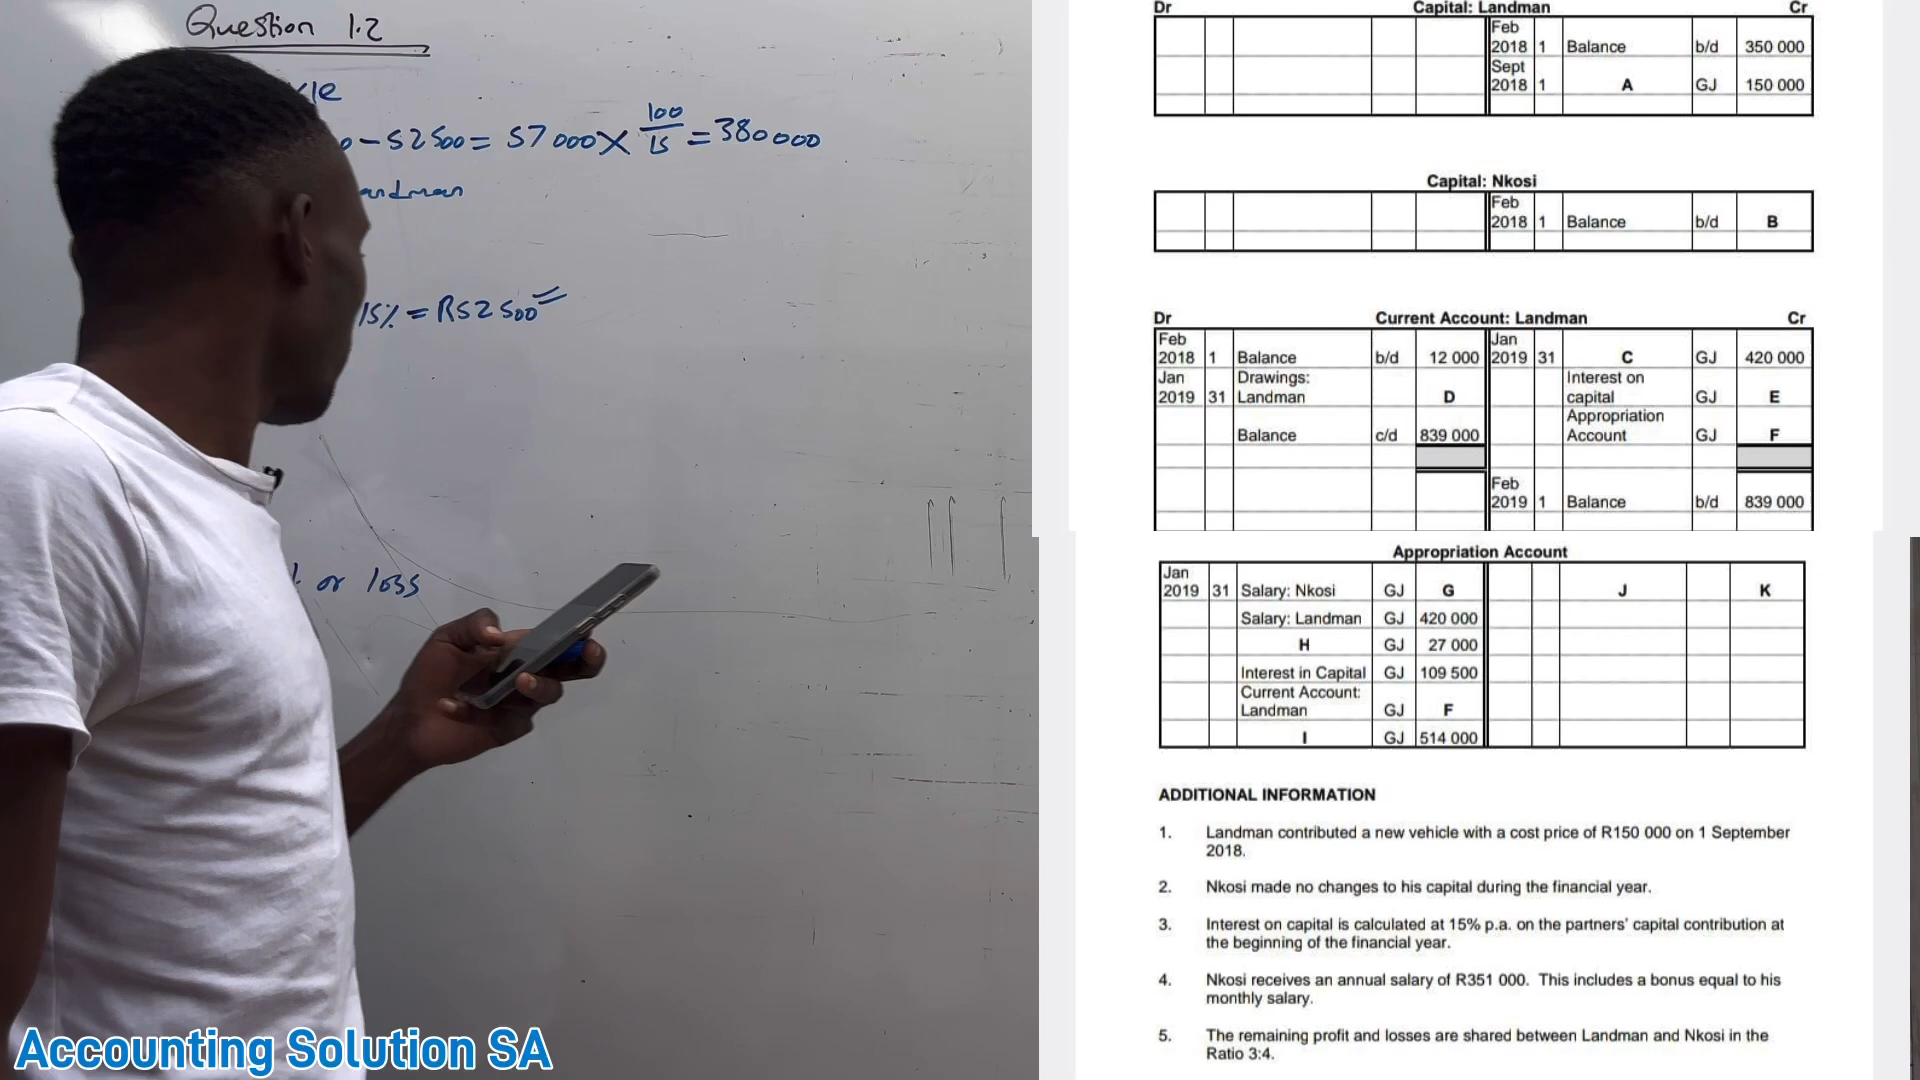 Question 1.2
- 52 500 = 57 000 × 100/15 = 380 000
15% = R52 500
or loss
Accounting Solution SA
Dr Capital: Landman Cr
Feb
2018 1 Balance b/d 350 000
Sept
2018 1 A GJ 150 000
Capital: Nkosi
Feb
2018 1 Balance b/d B
Dr Current Account: Landman Cr
Feb Jan
2018 1 Balance b/d 12 000 2019 31 C GJ 420 000
Jan Drawings: Interest on
2019 31 Landman D capital GJ E
Appropriation
Balance c/d 839 000 Account GJ F
Feb
2019 1 Balance b/d 839 000
Appropriation Account
Jan
2019 31 Salary: Nkosi GJ G J K
Salary: Landman GJ 420 000
H GJ 27 000
Interest in Capital GJ 109 500
Current Account:
Landman GJ F
I GJ 514 000
ADDITIONAL INFORMATION
1. Landman contributed a new vehicle with a cost price of R150 000 on 1 September
2018.
2. Nkosi made no changes to his capital during the financial year.
3. Interest on capital is calculated at 15% p.a. on the partners' capital contribution at
the beginning of the financial year.
4. Nkosi receives an annual salary of R351 000. This includes a bonus equal to his
monthly salary.
5. The remaining profit and losses are shared between Landman and Nkosi in the
Ratio 3:4.